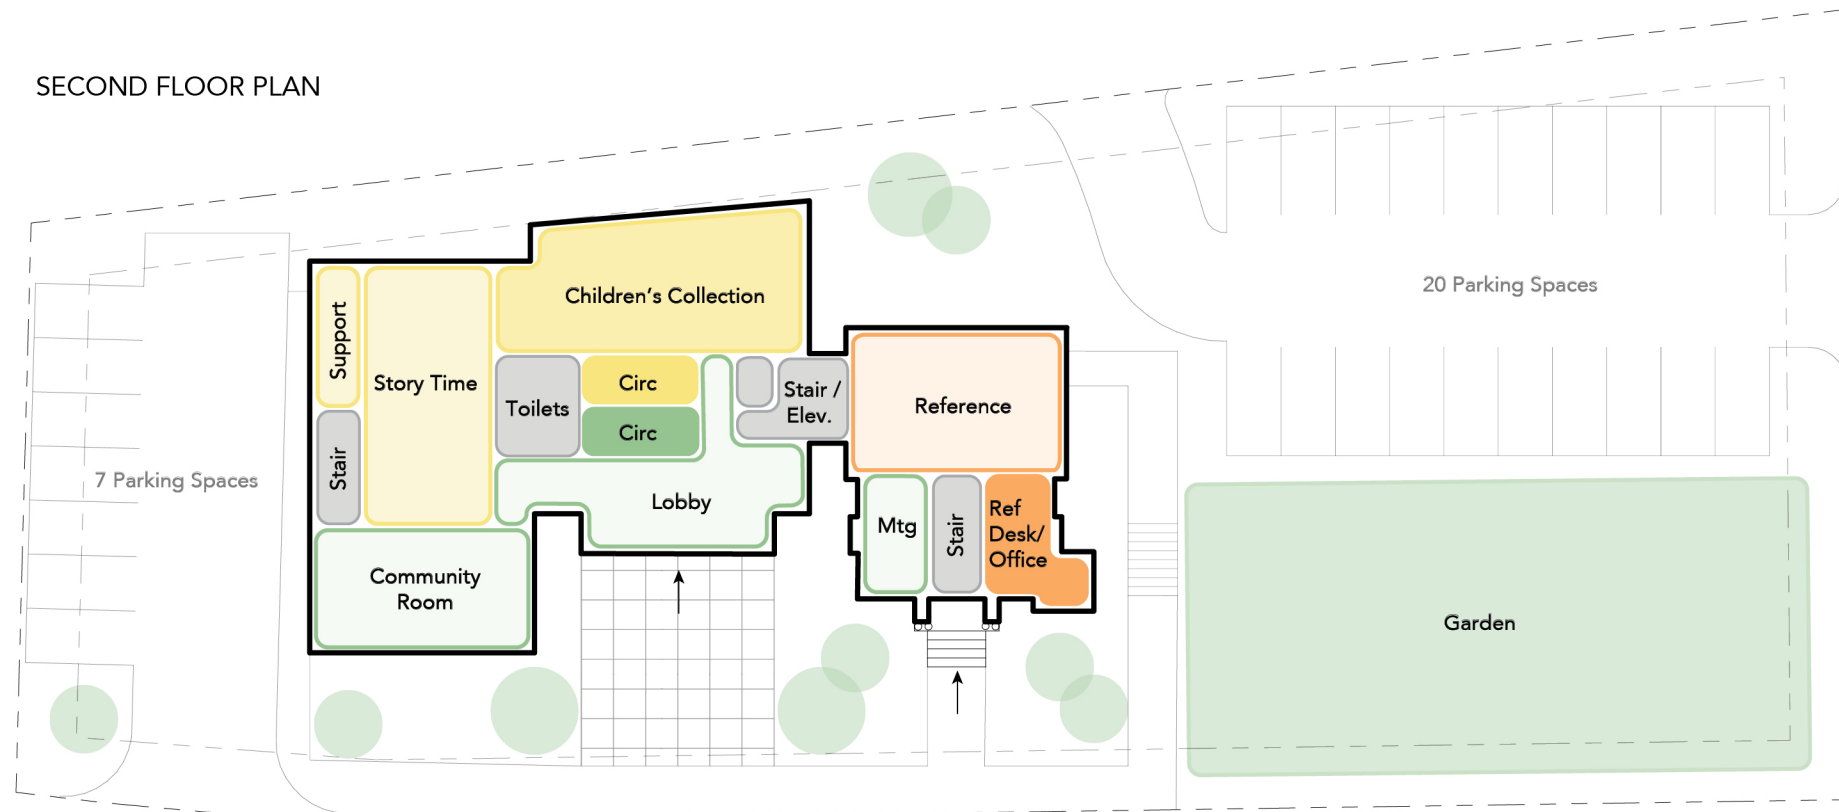 SECOND FLOOR PLAN
Children's Collection
20 Parking Spaces
Support
Story Time
Toilets
Circ
Circ
Stair /
Elev.
Reference
Stair
7 Parking Spaces
Lobby
Mtg
Stair
Ref
Desk/
Office
Community
Room
Garden